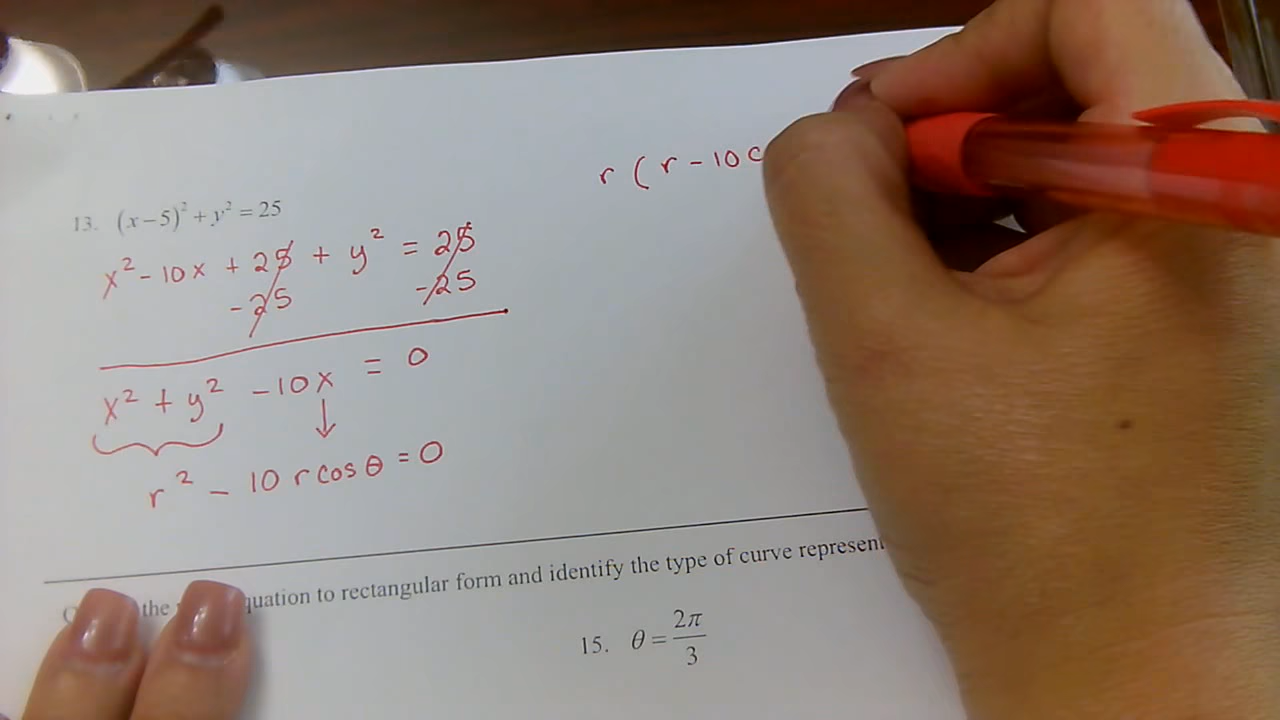 r ( r - 10
13. (x-5)² + y² = 25
x² - 10x + 25 + y² = 25
-25 -25
x² + y² - 10x = 0
r² - 10 r cos θ = 0
the quation to rectangular form and identify the type of curve
15. θ = 2π/3